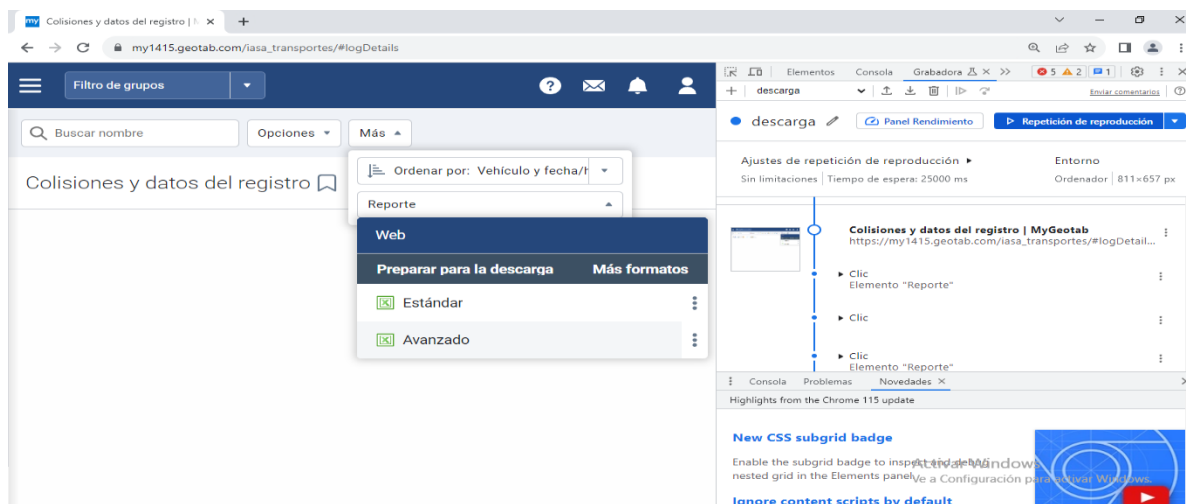 my Colisiones y datos del registro | M
my1415.geotab.com/iasa_transportes/#logDetails
Filtro de grupos
Buscar nombre
Opciones
Más
Ordenar por: Vehículo y fecha/h
Reporte
Colisiones y datos del registro
Web
Preparar para la descarga Más formatos
Estándar
Avanzado
Elementos Consola Grabadora 5 2 1
descarga Enviar comentarios
descarga Panel Rendimiento Repetición de reproducción
Ajustes de repetición de reproducción Entorno
Sin limitaciones Tiempo de espera: 25000 ms Ordenador 811×657 px
Colisiones y datos del registro | MyGeotab
https://my1415.geotab.com/iasa_transportes/#logDetail...
Clic
Elemento "Reporte"
Clic
Clic
Elemento "Reporte"
Consola Problemas Novedades
Highlights from the Chrome 115 update
New CSS subgrid badge
Enable the subgrid badge to inspect and debug
nested grid in the Elements panel.
Activar Windows
Ve a Configuración para activar Windows.
Ignore content scripts by default